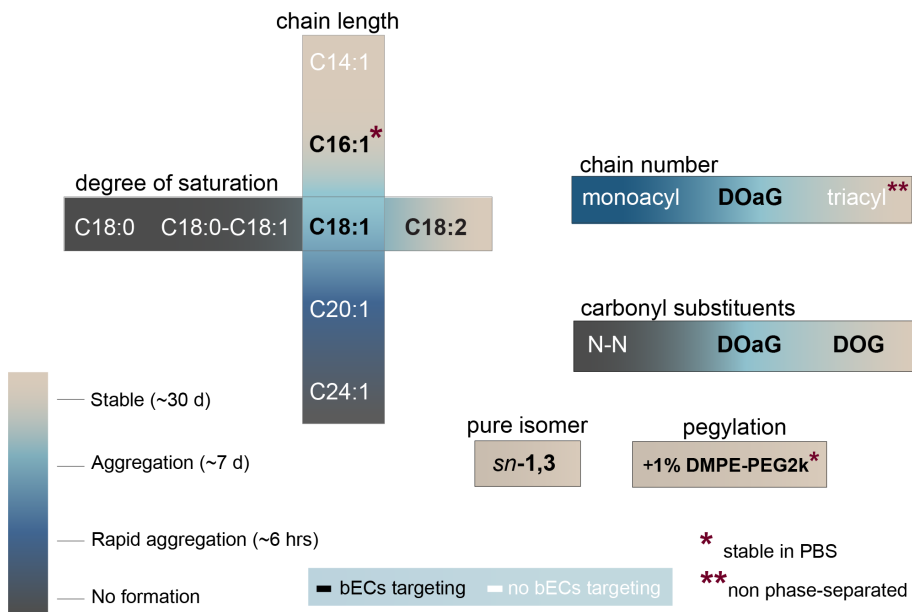 chain length
C14:1
C16:1*
degree of saturation
C18:0 C18:0-C18:1 C18:1 C18:2
C20:1
C24:1
chain number
monoacyl DOaG triacyl**
carbonyl substituents
N-N DOaG DOG
pure isomer
sn-1,3
pegylation
+1% DMPE-PEG2k*
Stable (~30 d)
Aggregation (~7 d)
Rapid aggregation (~6 hrs)
No formation
bECs targeting no bECs targeting
* stable in PBS
** non phase-separated